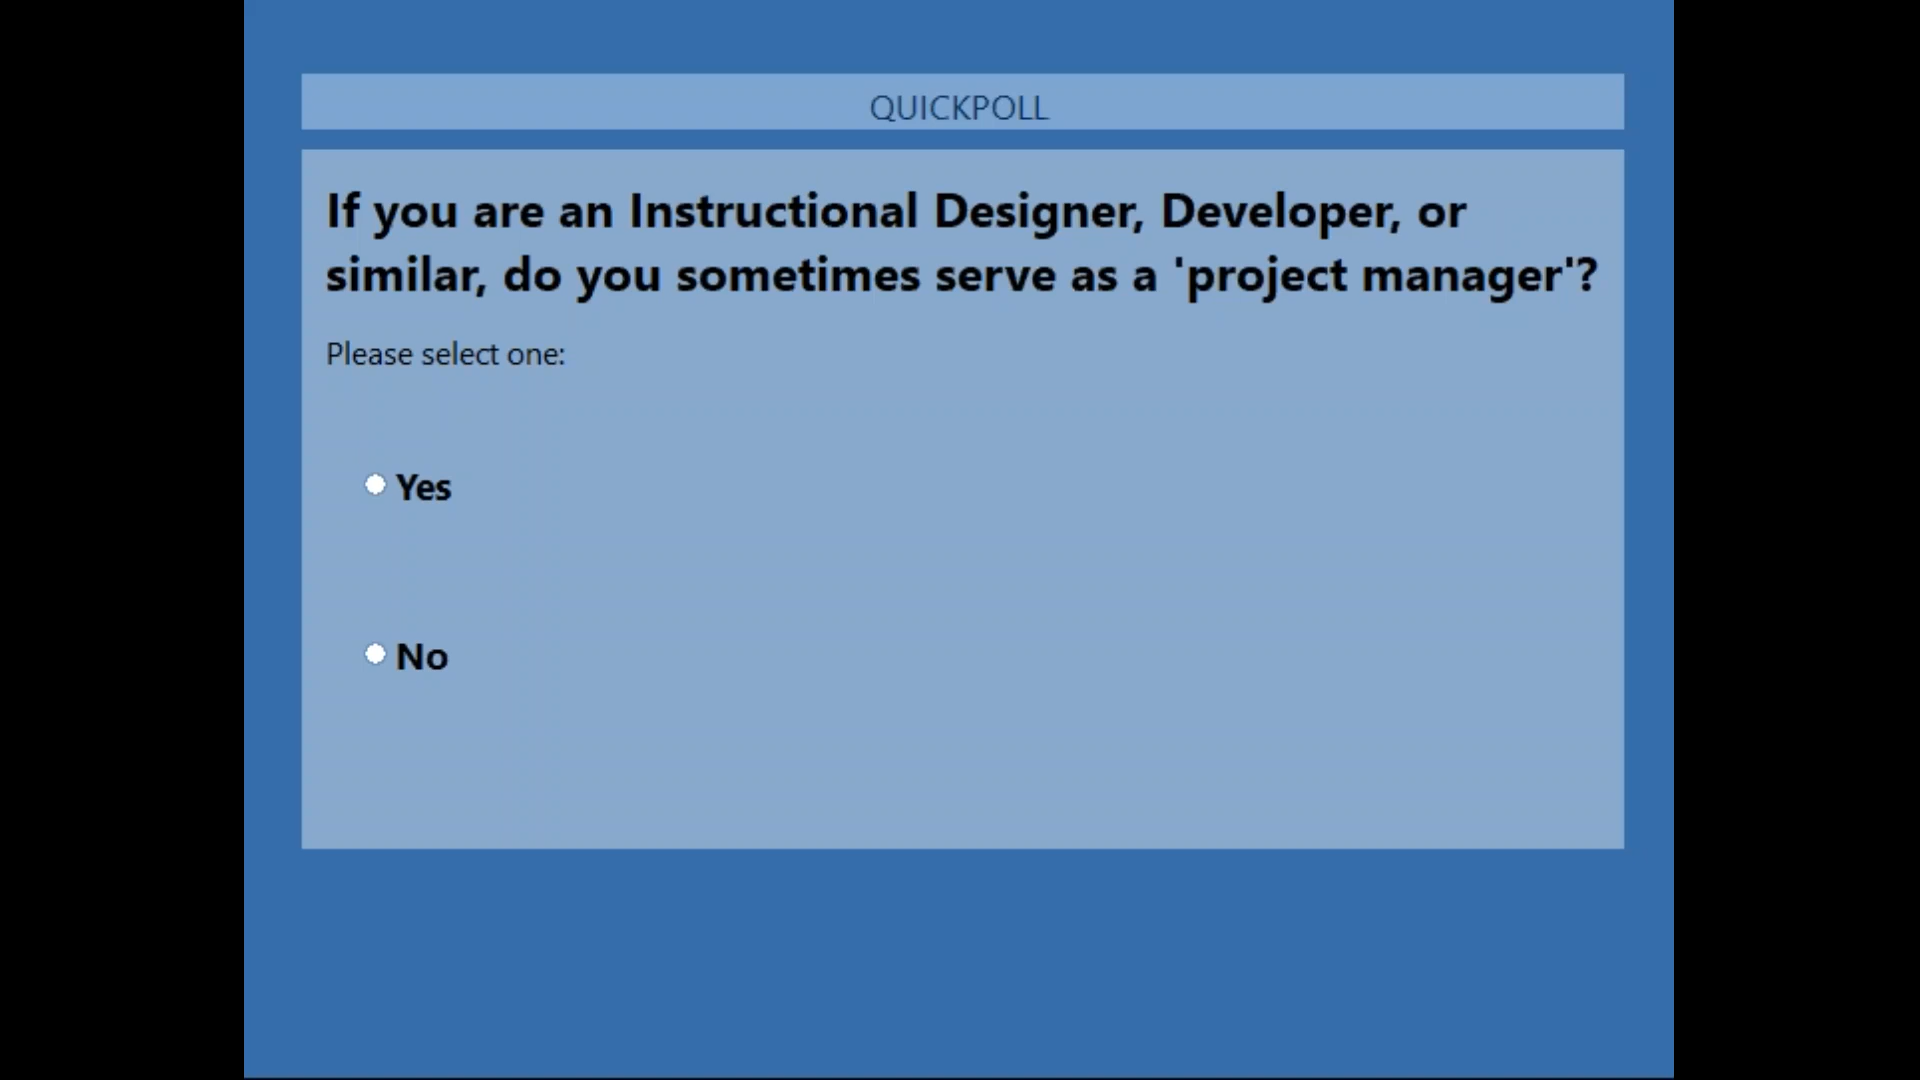 QUICKPOLL
If you are an Instructional Designer, Developer, or
similar, do you sometimes serve as a 'project manager'?
Please select one:
Yes
No